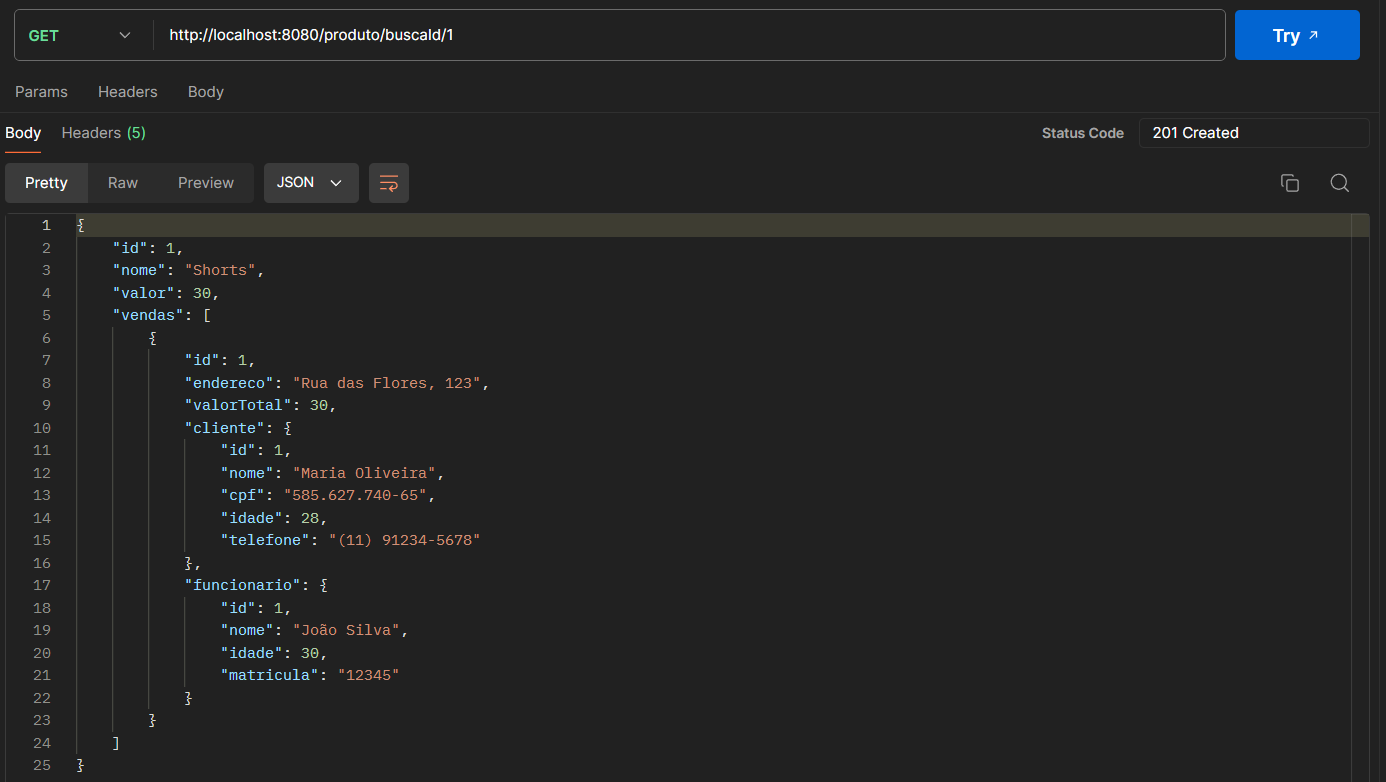 GET http://localhost:8080/produto/buscaId/1 Try ↗
Params Headers Body
Body Headers (5) Status Code 201 Created
Pretty Raw Preview JSON
1 {
2 "id": 1,
3 "nome": "Shorts",
4 "valor": 30,
5 "vendas": [
6 {
7 "id": 1,
8 "endereco": "Rua das Flores, 123",
9 "valorTotal": 30,
10 "cliente": {
11 "id": 1,
12 "nome": "Maria Oliveira",
13 "cpf": "585.627.740-65",
14 "idade": 28,
15 "telefone": "(11) 91234-5678"
16 },
17 "funcionario": {
18 "id": 1,
19 "nome": "João Silva",
20 "idade": 30,
21 "matricula": "12345"
22 }
23 }
24 ]
25 }